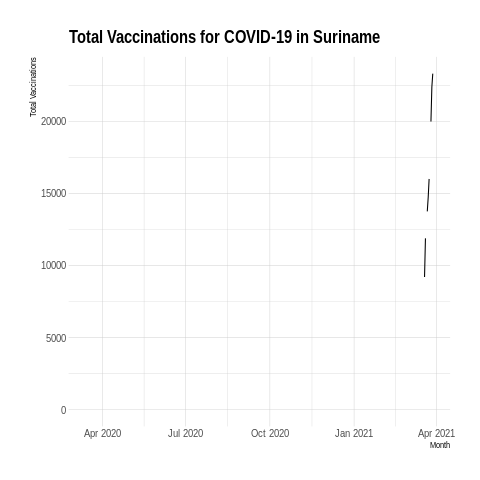 Total Vaccinations for COVID-19 in Suriname
Total Vaccinations
20000
15000
10000
5000
0
Apr 2020 Jul 2020 Oct 2020 Jan 2021 Apr 2021
Month